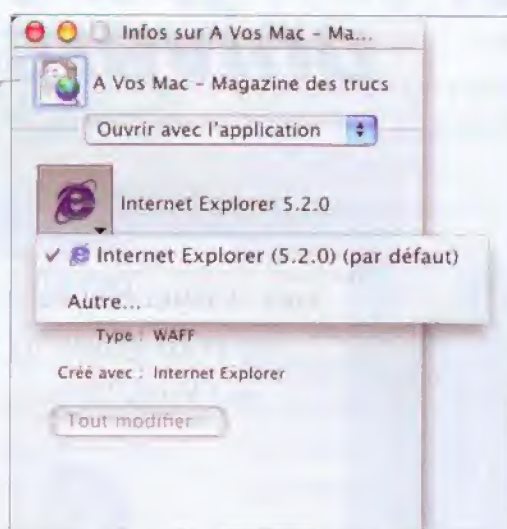 Infos sur A Vos Mac - Ma...
A Vos Mac - Magazine des trucs
Ouvrir avec l'application
Internet Explorer 5.2.0
✓ Internet Explorer (5.2.0) (par défaut)
Autre...
Type : WAFF
Créé avec : Internet Explorer
Tout modifier